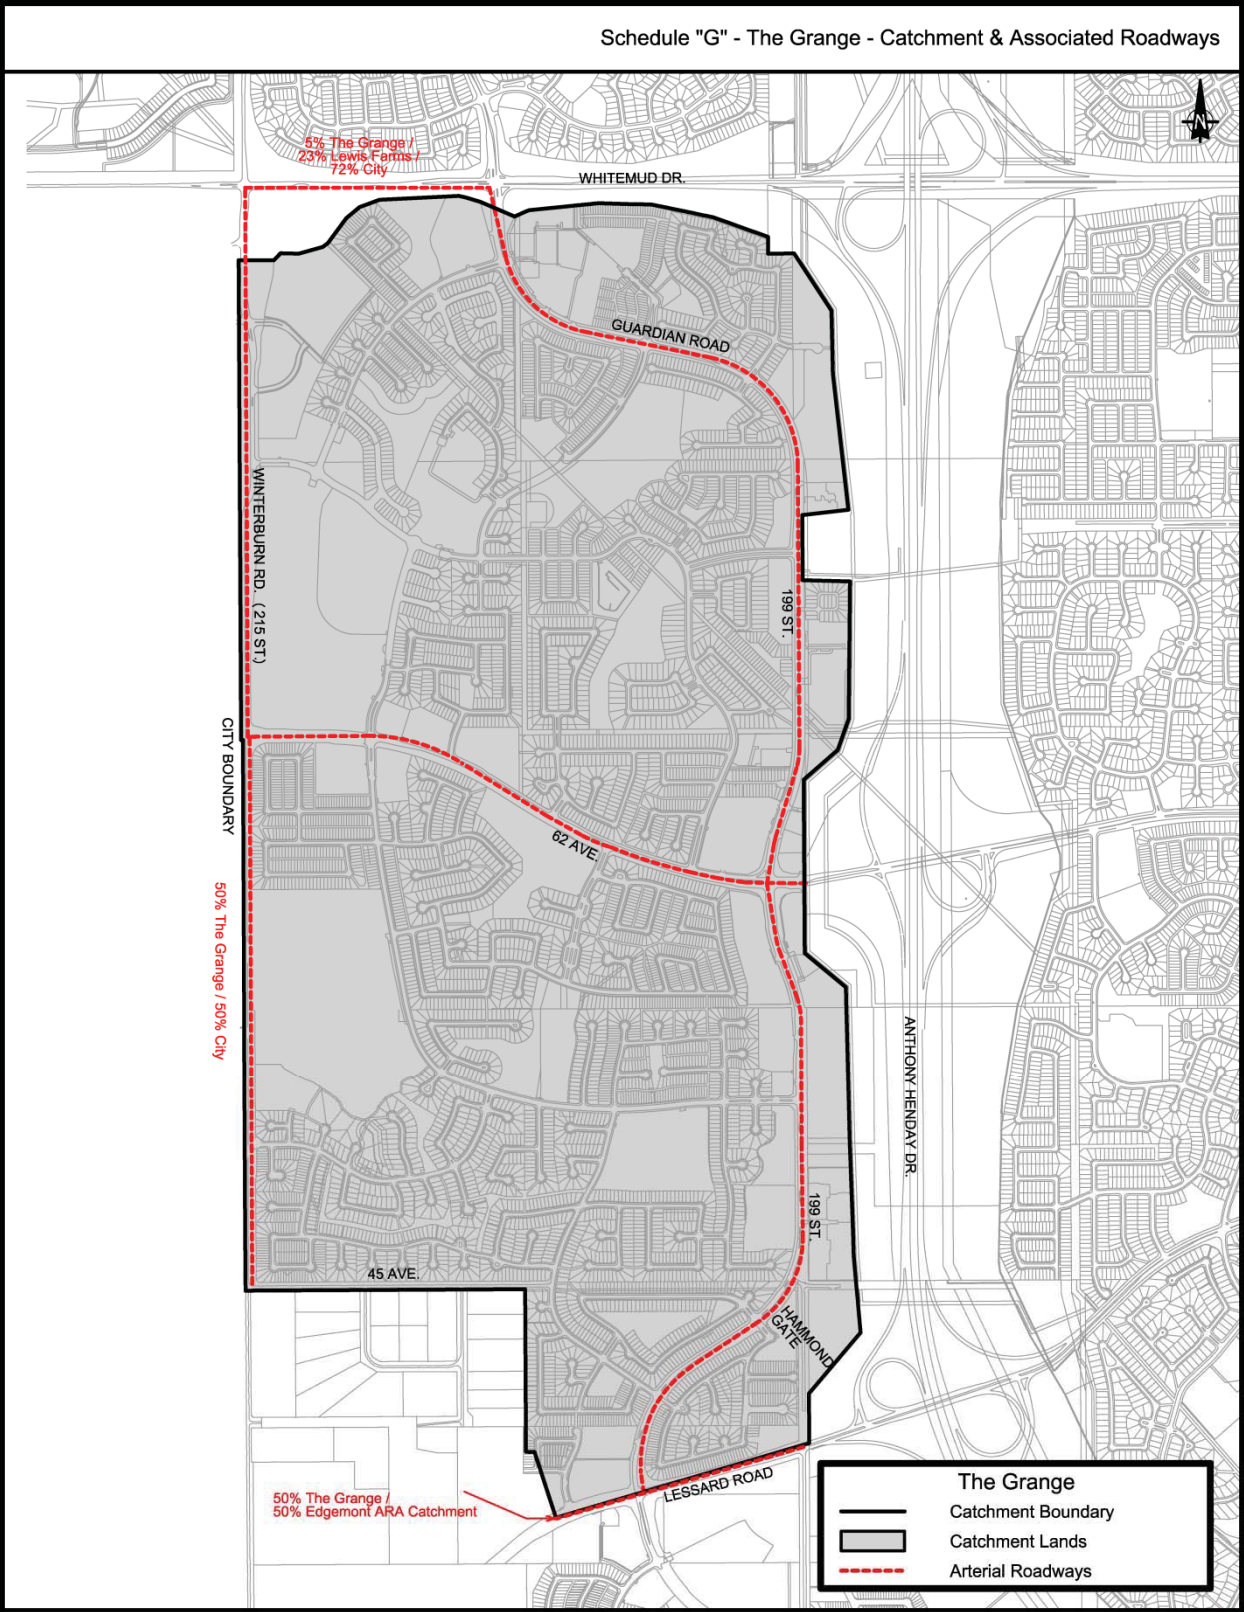 Schedule "G" - The Grange - Catchment & Associated Roadways
N
5% The Grange /
23% Lewis Farms /
72% City
WHITEMUD DR.
GUARDIAN ROAD
WINTERBURN RD. (215 ST.)
199 ST.
CITY BOUNDARY
62 AVE.
50% The Grange / 50% City
ANTHONY HENDAY DR.
199 ST.
45 AVE.
HAMMOND
GATE
LESSARD ROAD
50% The Grange /
50% Edgemont ARA Catchment
The Grange
Catchment Boundary
Catchment Lands
Arterial Roadways